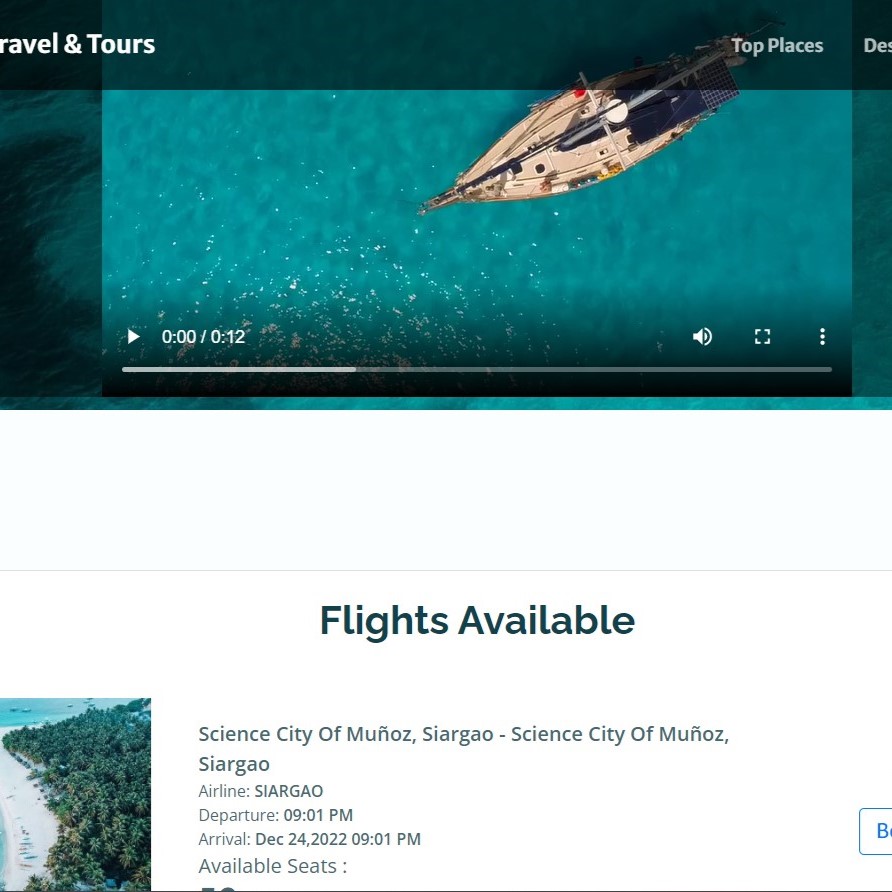 ravel & Tours
Top Places
Des
0:00 / 0:12
Flights Available
Science City Of Muñoz, Siargao - Science City Of Muñoz,
Siargao
Airline: SIARGAO
Departure: 09:01 PM
Arrival: Dec 24,2022 09:01 PM
Available Seats :